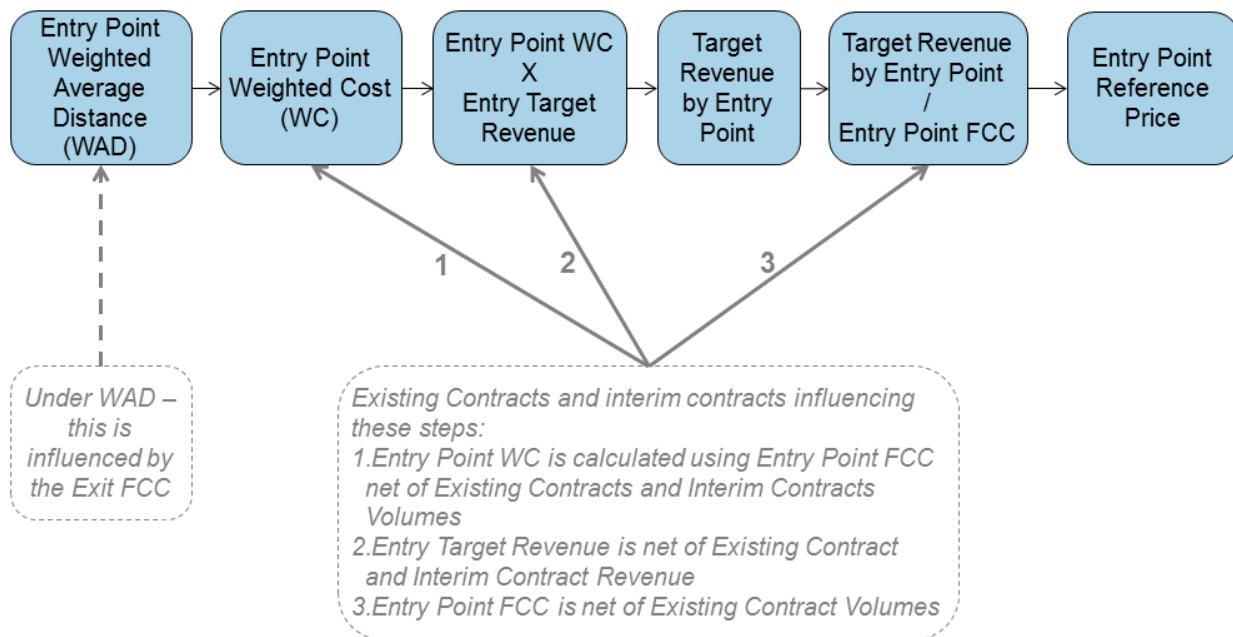 Entry Point
Weighted
Average
Distance
(WAD)
Entry Point
Weighted Cost
(WC)
Entry Point WC
X
Entry Target
Revenue
Target
Revenue
by Entry
Point
Target Revenue
by Entry Point
/
Entry Point FCC
Entry Point
Reference
Price
1
2
3
Under WAD –
this is
influenced by
the Exit FCC
Existing Contracts and interim contracts influencing
these steps:
1.Entry Point WC is calculated using Entry Point FCC
net of Existing Contracts and Interim Contracts
Volumes
2.Entry Target Revenue is net of Existing Contract
and Interim Contract Revenue
3.Entry Point FCC is net of Existing Contract Volumes